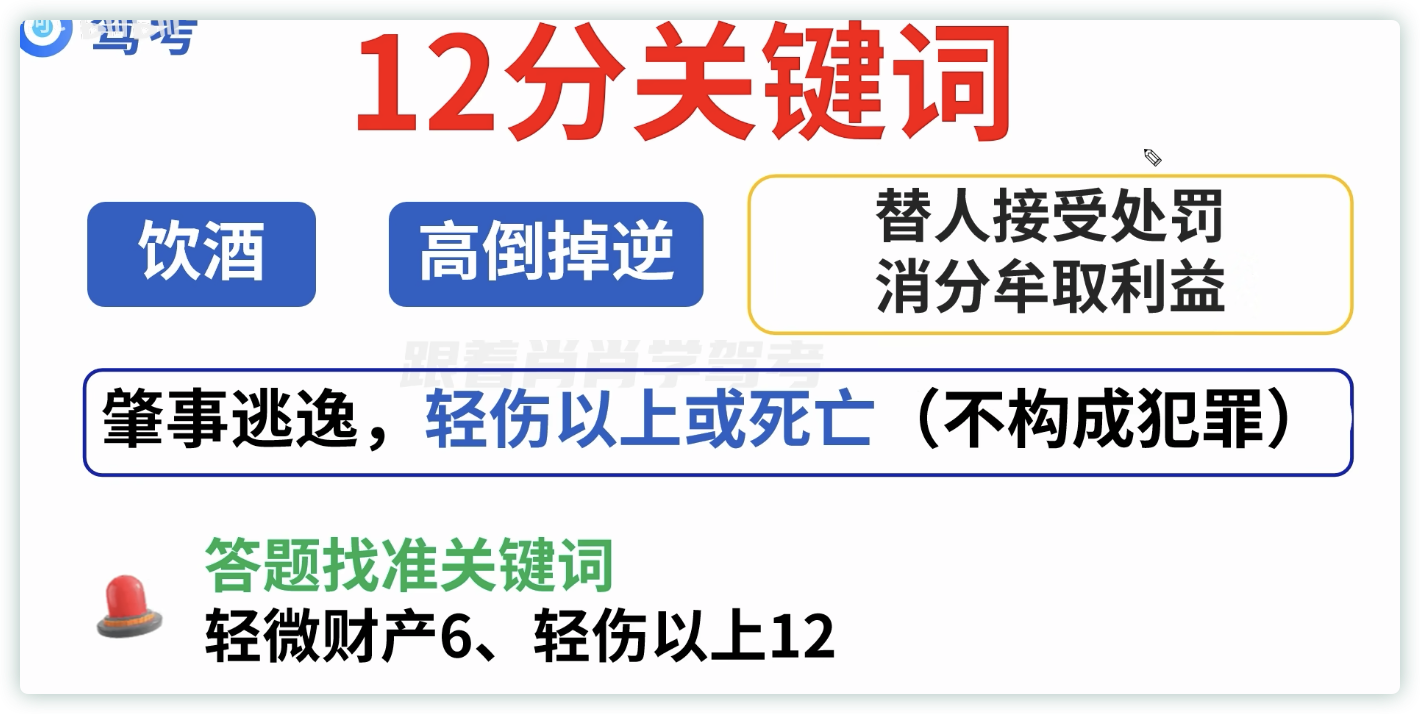 驾考
12分关键词
饮酒
高倒掉逆
替人接受处罚
消分牟取利益
跟着肖肖学驾考
肇事逃逸，轻伤以上或死亡（不构成犯罪）
答题找准关键词
轻微财产6、轻伤以上12